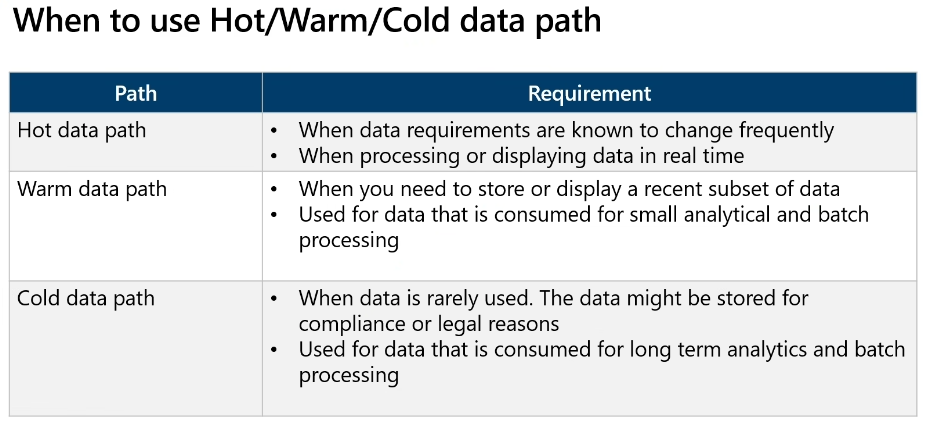 When to use Hot/Warm/Cold data path
Path
Requirement
Hot data path
• When data requirements are known to change frequently
• When processing or displaying data in real time
Warm data path
• When you need to store or display a recent subset of data
• Used for data that is consumed for small analytical and batch
processing
Cold data path
• When data is rarely used. The data might be stored for
compliance or legal reasons
• Used for data that is consumed for long term analytics and batch
processing